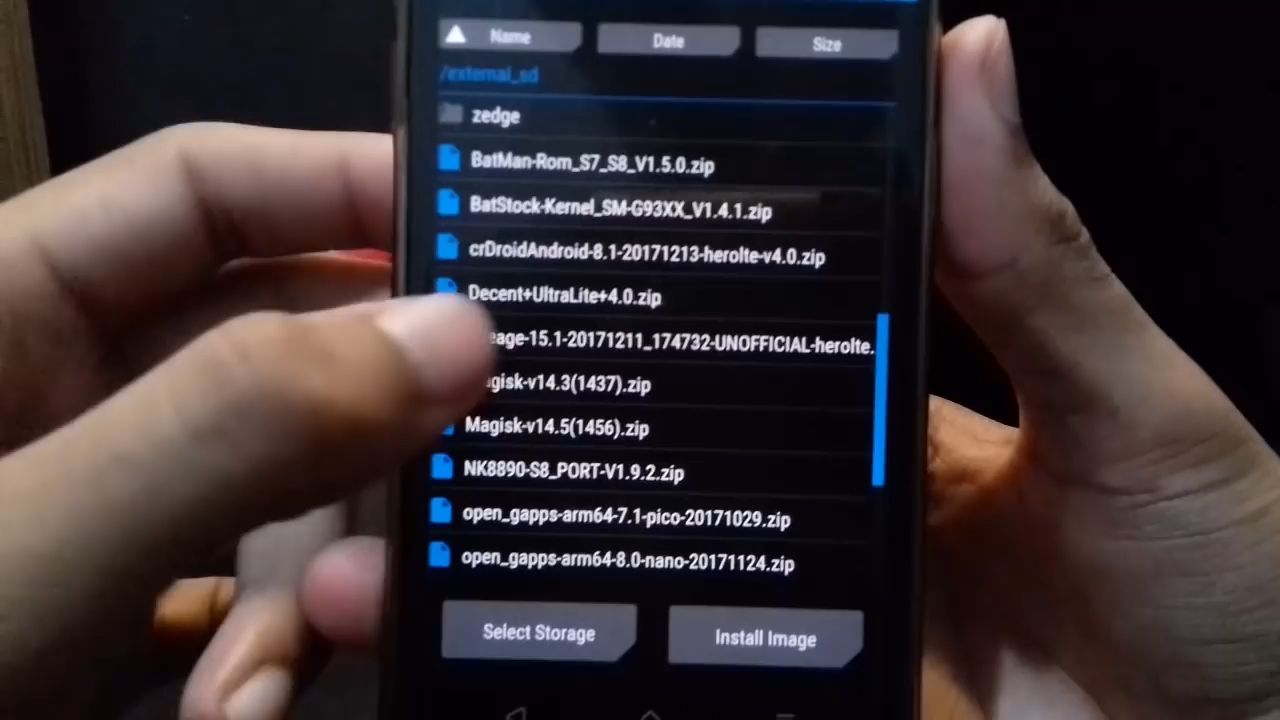 Name
Date
Size
/external_sd
zedge
BatMan-Rom_S7_S8_V1.5.0.zip
BatStock-Kernel_SM-G93XX_V1.4.1.zip
crDroidAndroid-8.1-20171213-herolte-v4.0.zip
Decent+UltraLite+4.0.zip
eage-15.1-20171211_174732-UNOFFICIAL-herolte.
gisk-v14.3(1437).zip
Magisk-v14.5(1456).zip
NK8890-S8_PORT-V1.9.2.zip
open_gapps-arm64-7.1-pico-20171029.zip
open_gapps-arm64-8.0-nano-20171124.zip
Select Storage
Install Image